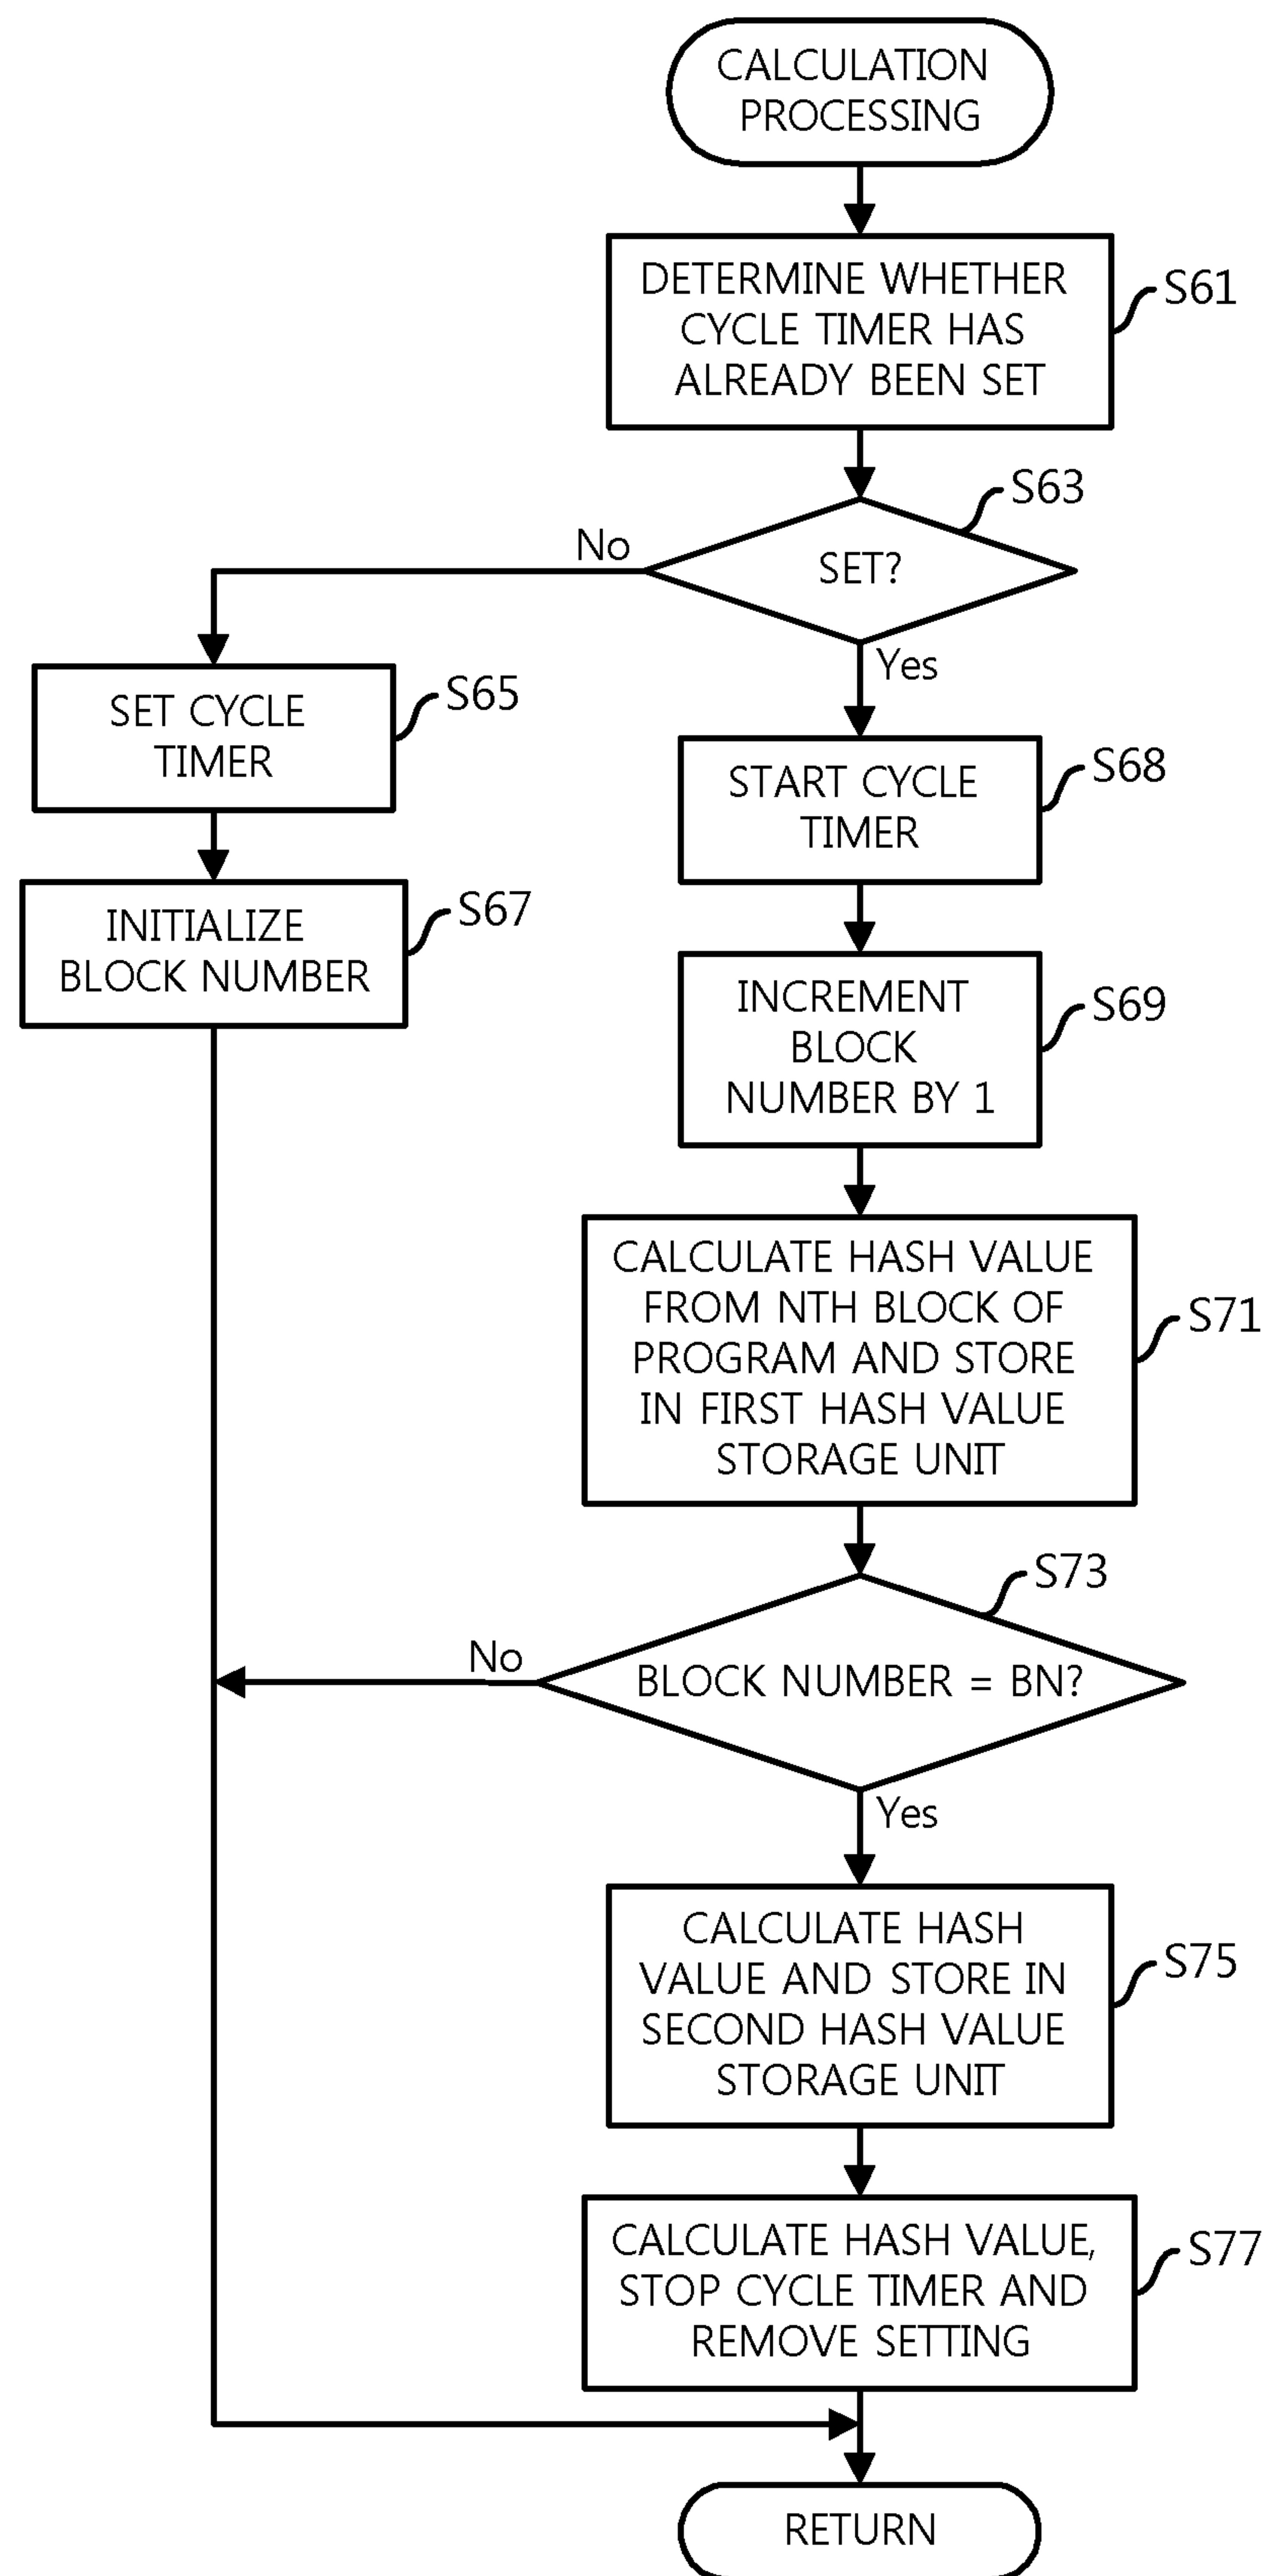 CALCULATION
PROCESSING
DETERMINE WHETHER
CYCLE TIMER HAS
ALREADY BEEN SET
S61
S63
No
SET?
Yes
SET CYCLE
TIMER
S65
START CYCLE
TIMER
S68
INITIALIZE
BLOCK NUMBER
S67
INCREMENT
BLOCK
NUMBER BY 1
S69
CALCULATE HASH VALUE
FROM NTH BLOCK OF
PROGRAM AND STORE
IN FIRST HASH VALUE
STORAGE UNIT
S71
S73
No
BLOCK NUMBER = BN?
Yes
CALCULATE HASH
VALUE AND STORE IN
SECOND HASH VALUE
STORAGE UNIT
S75
CALCULATE HASH VALUE,
STOP CYCLE TIMER AND
REMOVE SETTING
S77
RETURN